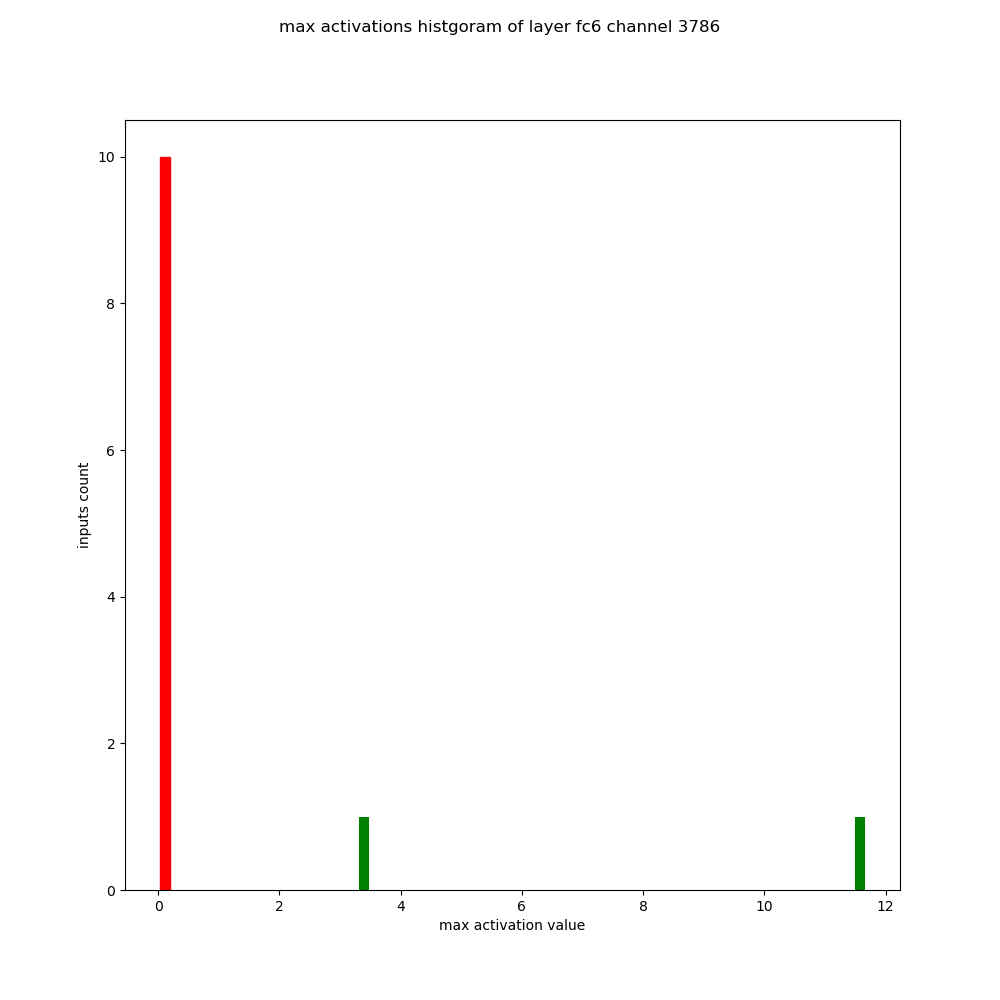 max activations histgoram of layer fc6 channel 3786
10
8
6
4
2
0
inputs count
0 2 4 6 8 10 12
max activation value